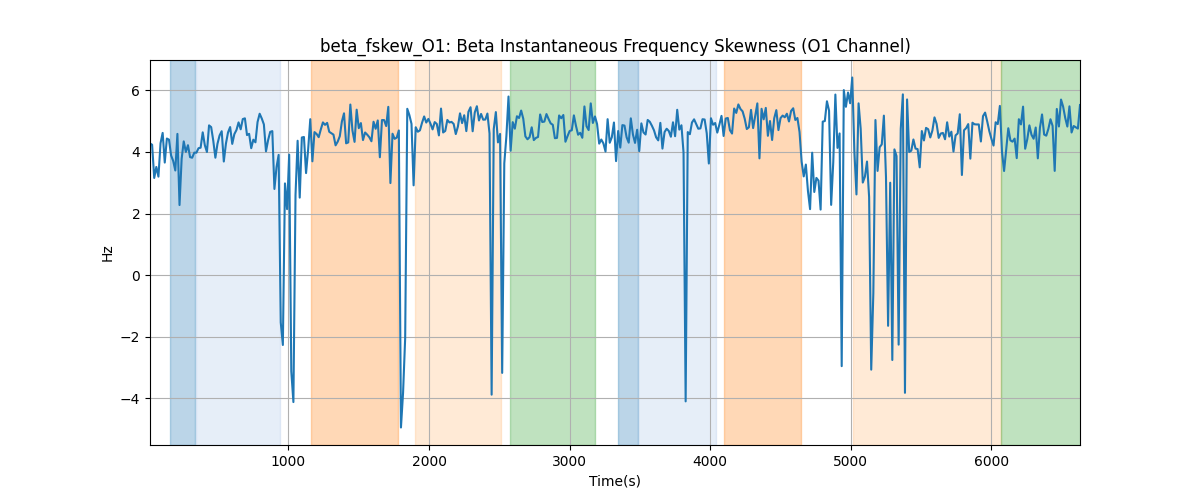 beta_fskew_O1: Beta Instantaneous Frequency Skewness (O1 Channel)
Hz
6
4
2
0
−2
−4
1000 2000 3000 4000 5000 6000
Time(s)